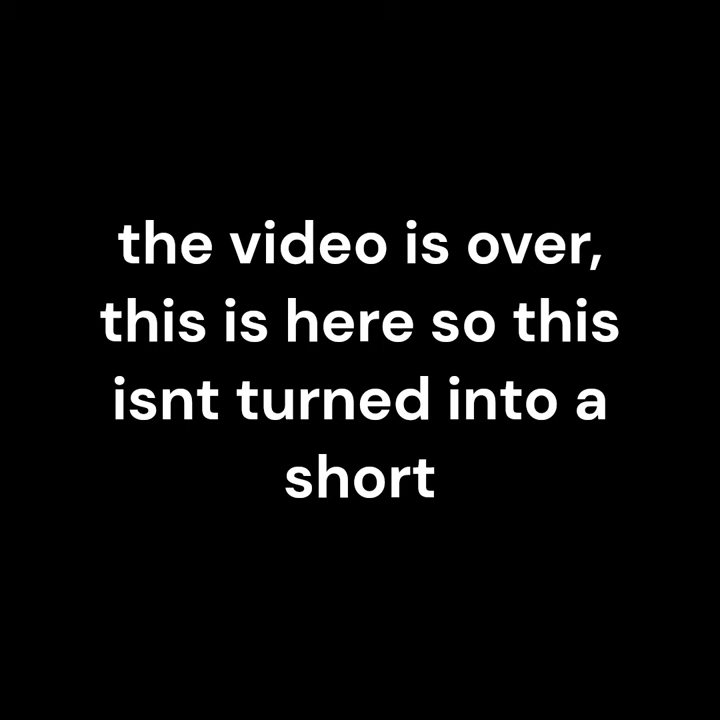 the video is over,
this is here so this
isnt turned into a
short